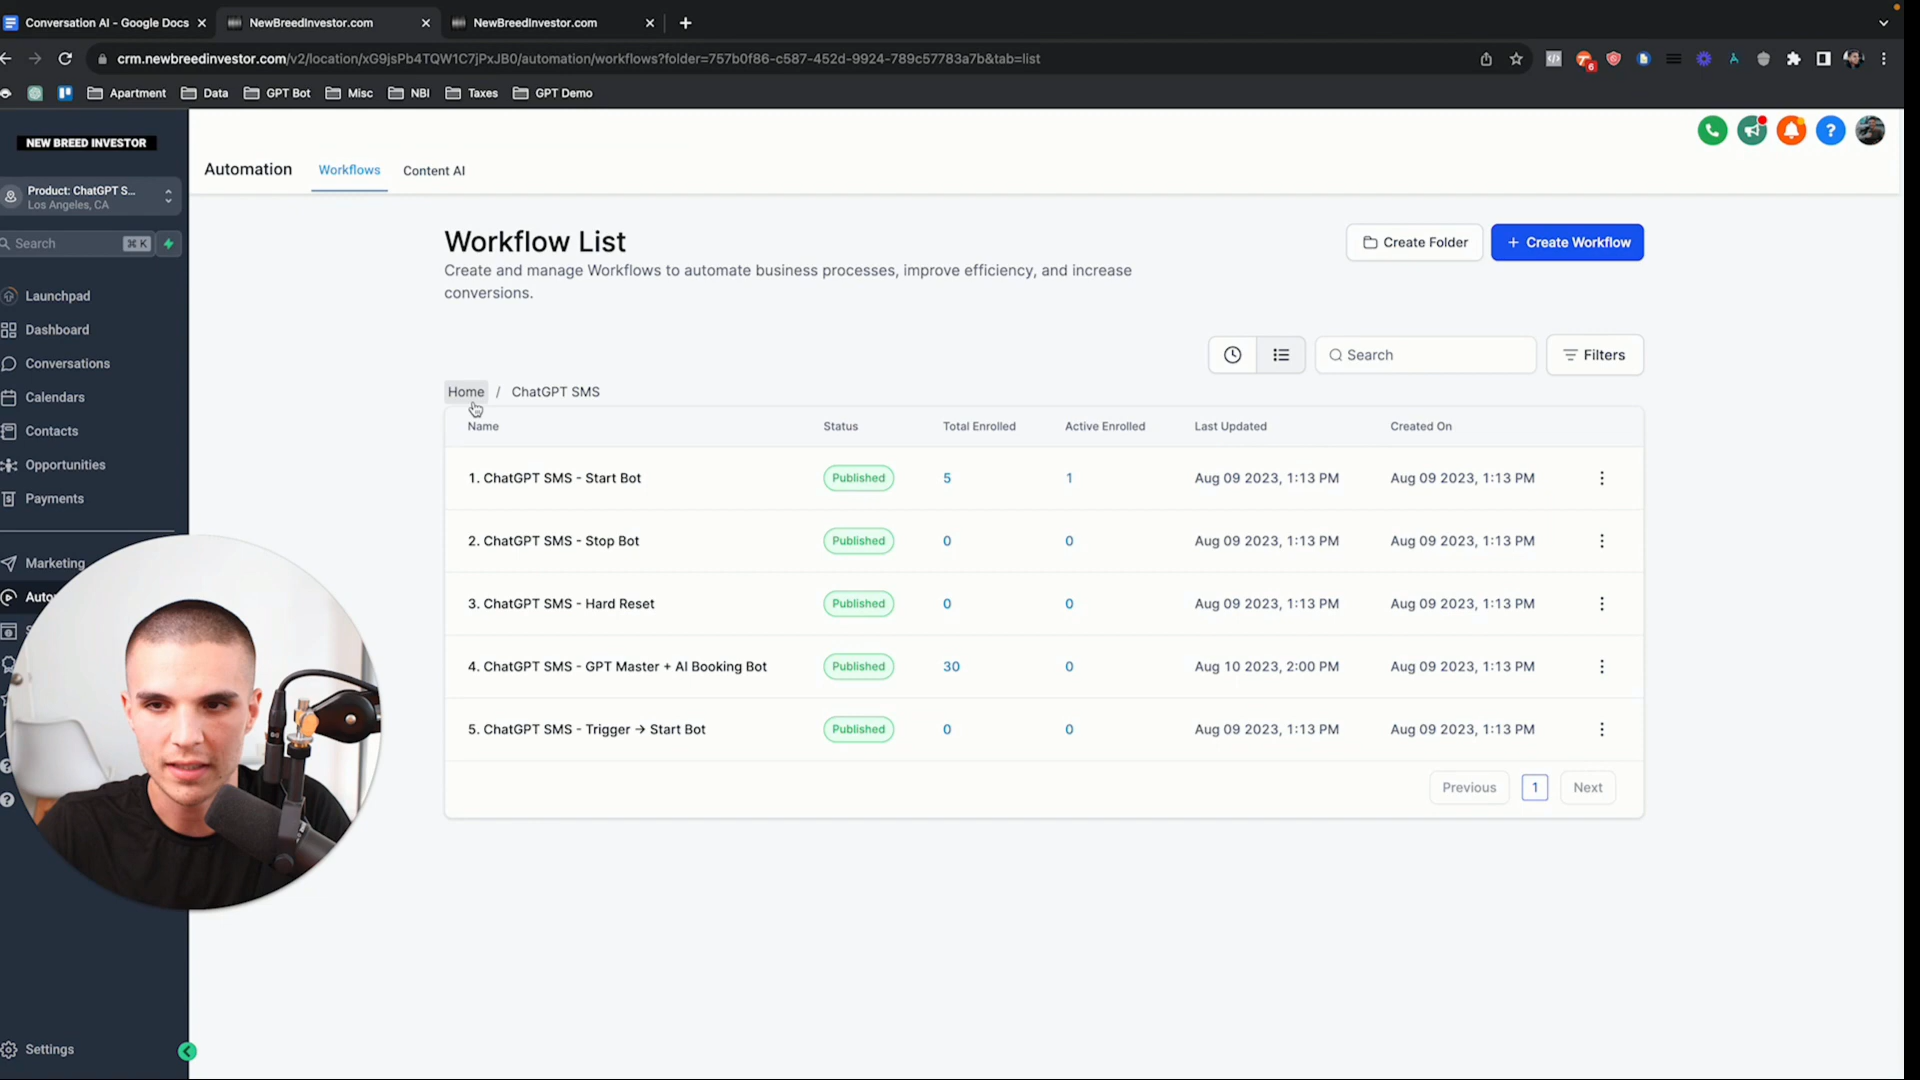 Conversation AI - Google Docs
NewBreedInvestor.com
NewBreedInvestor.com
crm.newbreedinvestor.com/v2/location/xG9jsPb4TQW1C7jPxJB0/automation/workflows?folder=757b0f86-c587-452d-9924-789c57783a7b&tab=list
6
Apartment
Data
GPT Bot
Misc
NBI
Taxes
GPT Demo
NEW BREED INVESTOR
Product: ChatGPT S...
Los Angeles, CA
Search
⌘ K
Launchpad
Dashboard
Conversations
Calendars
Contacts
Opportunities
Payments
Marketing
Auto
Settings
Automation
Workflows
Content AI
Workflow List
Create and manage Workflows to automate business processes, improve efficiency, and increase
conversions.
Create Folder
+ Create Workflow
Search
Filters
Home / ChatGPT SMS
Name Status Total Enrolled Active Enrolled Last Updated Created On
1. ChatGPT SMS - Start Bot Published 5 1 Aug 09 2023, 1:13 PM Aug 09 2023, 1:13 PM
2. ChatGPT SMS - Stop Bot Published 0 0 Aug 09 2023, 1:13 PM Aug 09 2023, 1:13 PM
3. ChatGPT SMS - Hard Reset Published 0 0 Aug 09 2023, 1:13 PM Aug 09 2023, 1:13 PM
4. ChatGPT SMS - GPT Master + AI Booking Bot Published 30 0 Aug 10 2023, 2:00 PM Aug 09 2023, 1:13 PM
5. ChatGPT SMS - Trigger → Start Bot Published 0 0 Aug 09 2023, 1:13 PM Aug 09 2023, 1:13 PM
Previous 1 Next